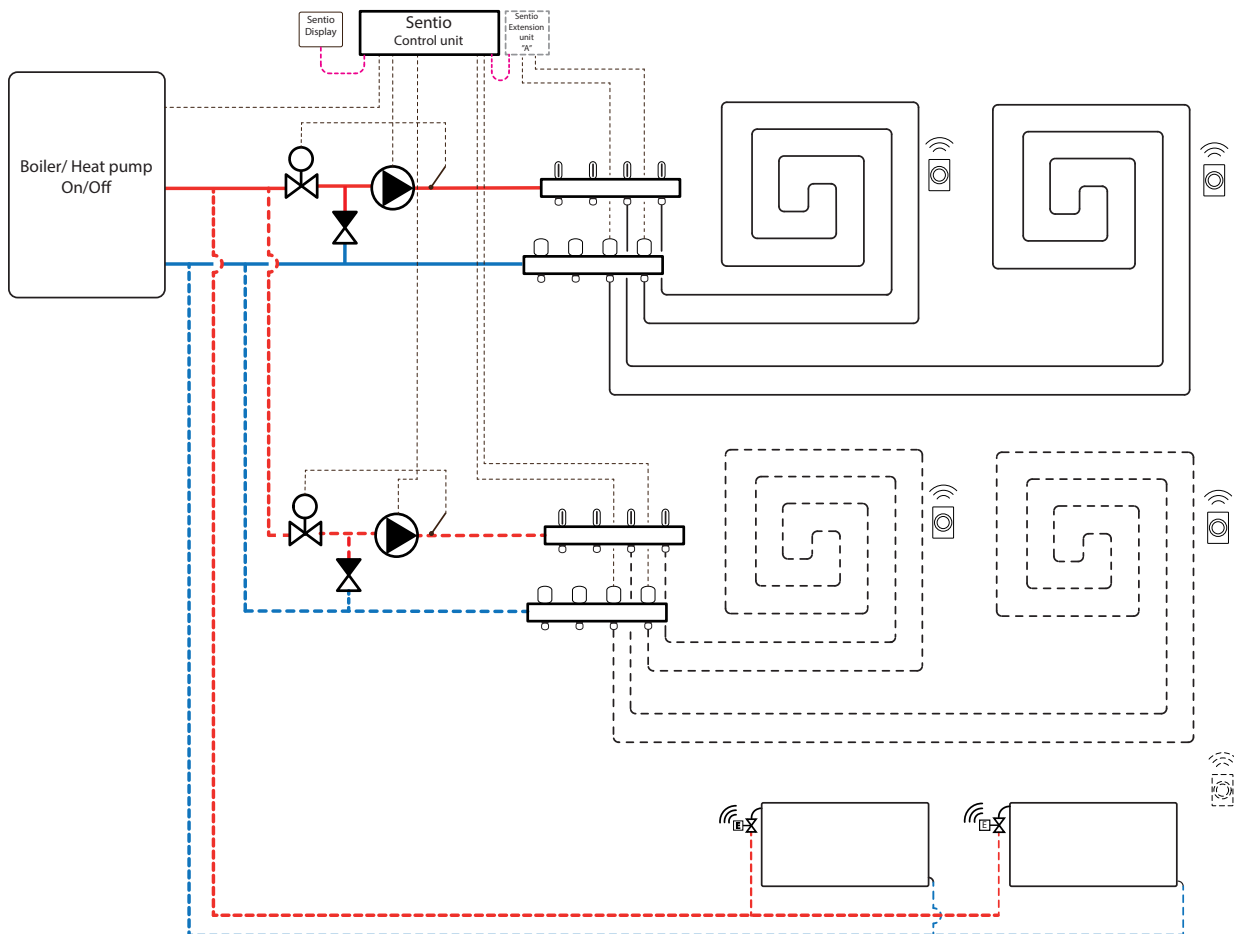 Sentio
Display
Sentio
Control unit
Sentio
Extension
unit
"A"
Boiler/ Heat pump
On/Off
E
E